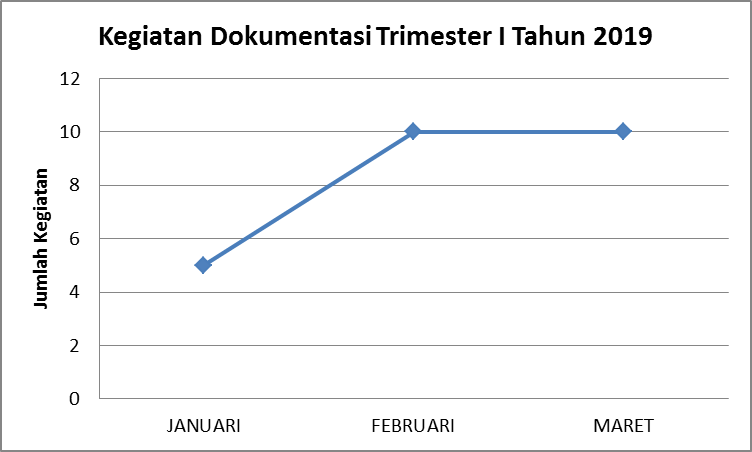 Kegiatan Dokumentasi Trimester I Tahun 2019
12
10
8
6
4
2
0
Jumlah Kegiatan
JANUARI FEBRUARI MARET